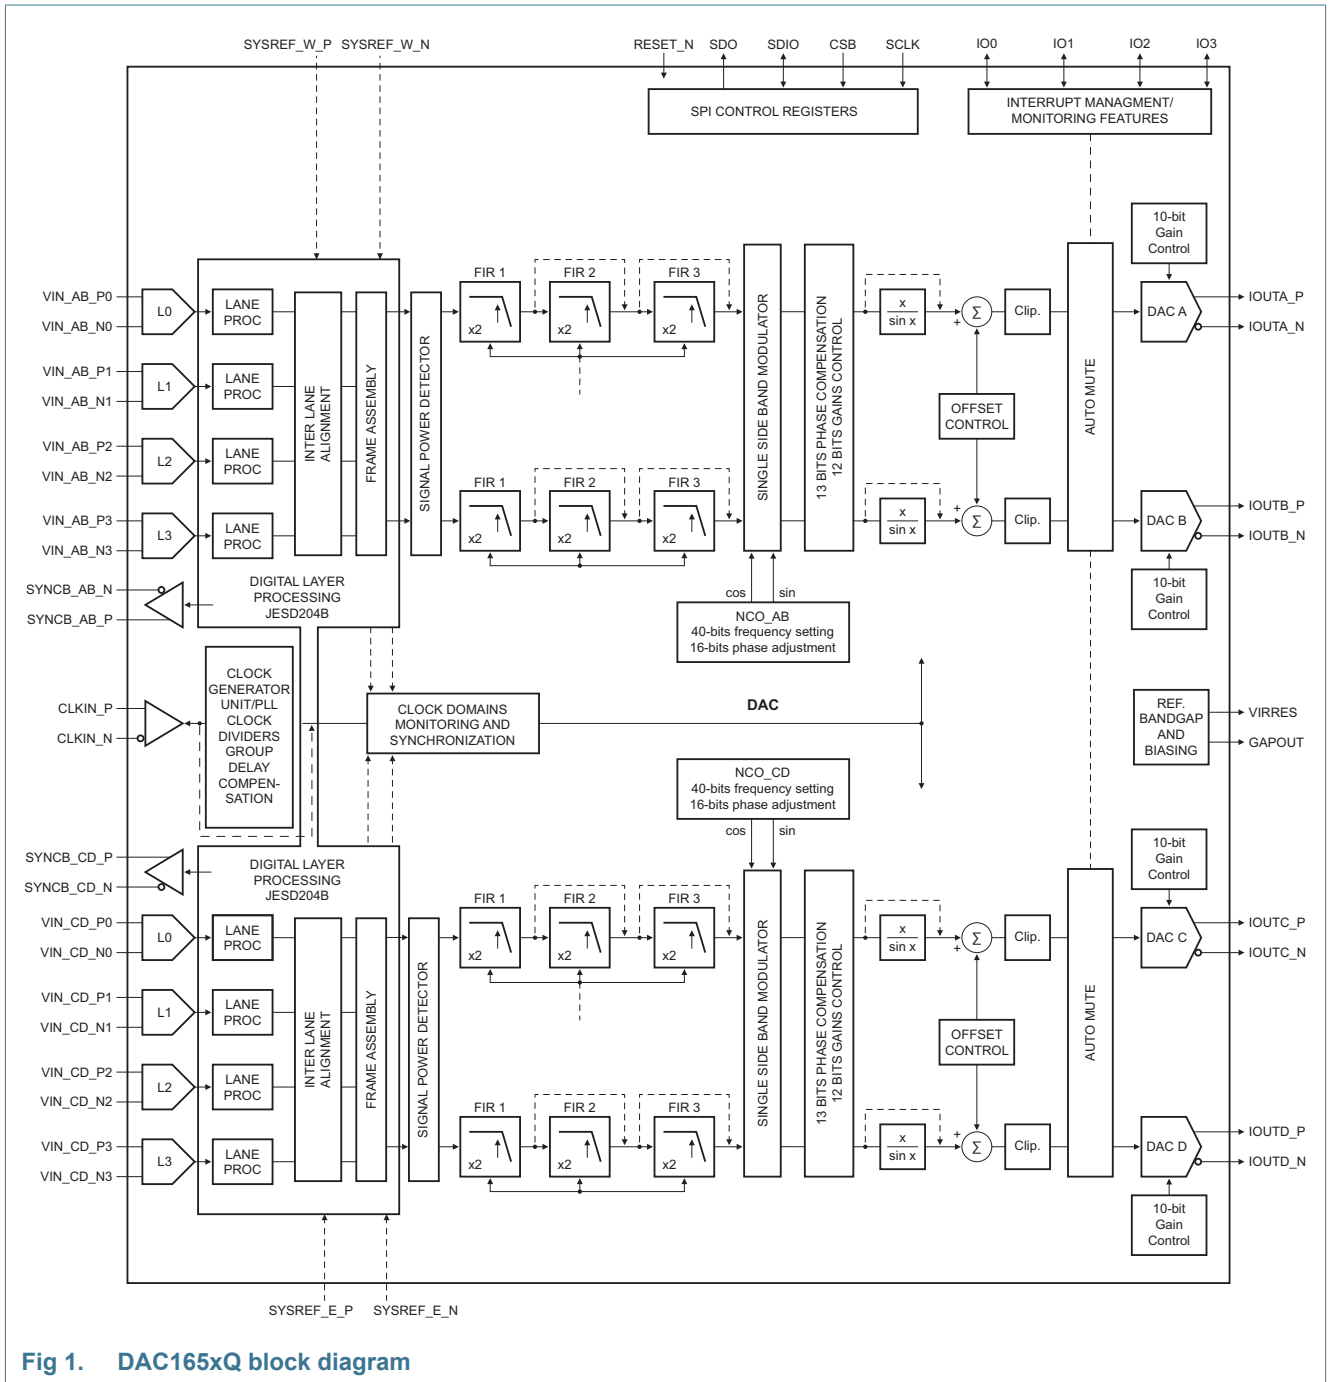 SYSREF_W_P SYSREF_W_N
RESET_N SDO SDIO CSB SCLK
IO0 IO1 IO2 IO3
SPI CONTROL REGISTERS
INTERRUPT MANAGMENT/
MONITORING FEATURES
10-bit
Gain
Control
VIN_AB_P0
VIN_AB_N0
VIN_AB_P1
VIN_AB_N1
VIN_AB_P2
VIN_AB_N2
VIN_AB_P3
VIN_AB_N3
SYNCB_AB_N
SYNCB_AB_P
L0
L1
L2
L3
LANE
PROC
LANE
PROC
LANE
PROC
LANE
PROC
INTER LANE
ALIGNMENT
FRAME ASSEMBLY
SIGNAL POWER DETECTOR
DIGITAL LAYER
PROCESSING
JESD204B
FIR 1 FIR 2 FIR 3
x2 x2 x2
FIR 1 FIR 2 FIR 3
x2 x2 x2
SINGLE SIDE BAND MODULATOR
13 BITS PHASE COMPENSATION
12 BITS GAINS CONTROL
x
sin x
+
Σ
Clip.
OFFSET
CONTROL
x
sin x
+
Σ
Clip.
AUTO MUTE
DAC A
IOUTA_P
IOUTA_N
DAC B
IOUTB_P
IOUTB_N
10-bit
Gain
Control
cos sin
NCO_AB
40-bits frequency setting
16-bits phase adjustment
CLKIN_P
CLKIN_N
CLOCK
GENERATOR
UNIT/PLL
CLOCK
DIVIDERS
GROUP
DELAY
COMPEN-
SATION
CLOCK DOMAINS
MONITORING AND
SYNCHRONIZATION
DAC
REF.
BANDGAP
AND
BIASING
VIRRES
GAPOUT
NCO_CD
40-bits frequency setting
16-bits phase adjustment
cos sin
10-bit
Gain
Control
SYNCB_CD_P
SYNCB_CD_N
VIN_CD_P0
VIN_CD_N0
VIN_CD_P1
VIN_CD_N1
VIN_CD_P2
VIN_CD_N2
VIN_CD_P3
VIN_CD_N3
DIGITAL LAYER
PROCESSING
JESD204B
L0
L1
L2
L3
LANE
PROC
LANE
PROC
LANE
PROC
LANE
PROC
INTER LANE
ALIGNMENT
FRAME ASSEMBLY
SIGNAL POWER DETECTOR
FIR 1 FIR 2 FIR 3
x2 x2 x2
FIR 1 FIR 2 FIR 3
x2 x2 x2
SINGLE SIDE BAND MODULATOR
13 BITS PHASE COMPENSATION
12 BITS GAINS CONTROL
x
sin x
+
Σ
Clip.
OFFSET
CONTROL
x
sin x
+
Σ
Clip.
AUTO MUTE
DAC C
IOUTC_P
IOUTC_N
DAC D
IOUTD_P
IOUTD_N
10-bit
Gain
Control
SYSREF_E_P SYSREF_E_N
Fig 1. DAC165xQ block diagram